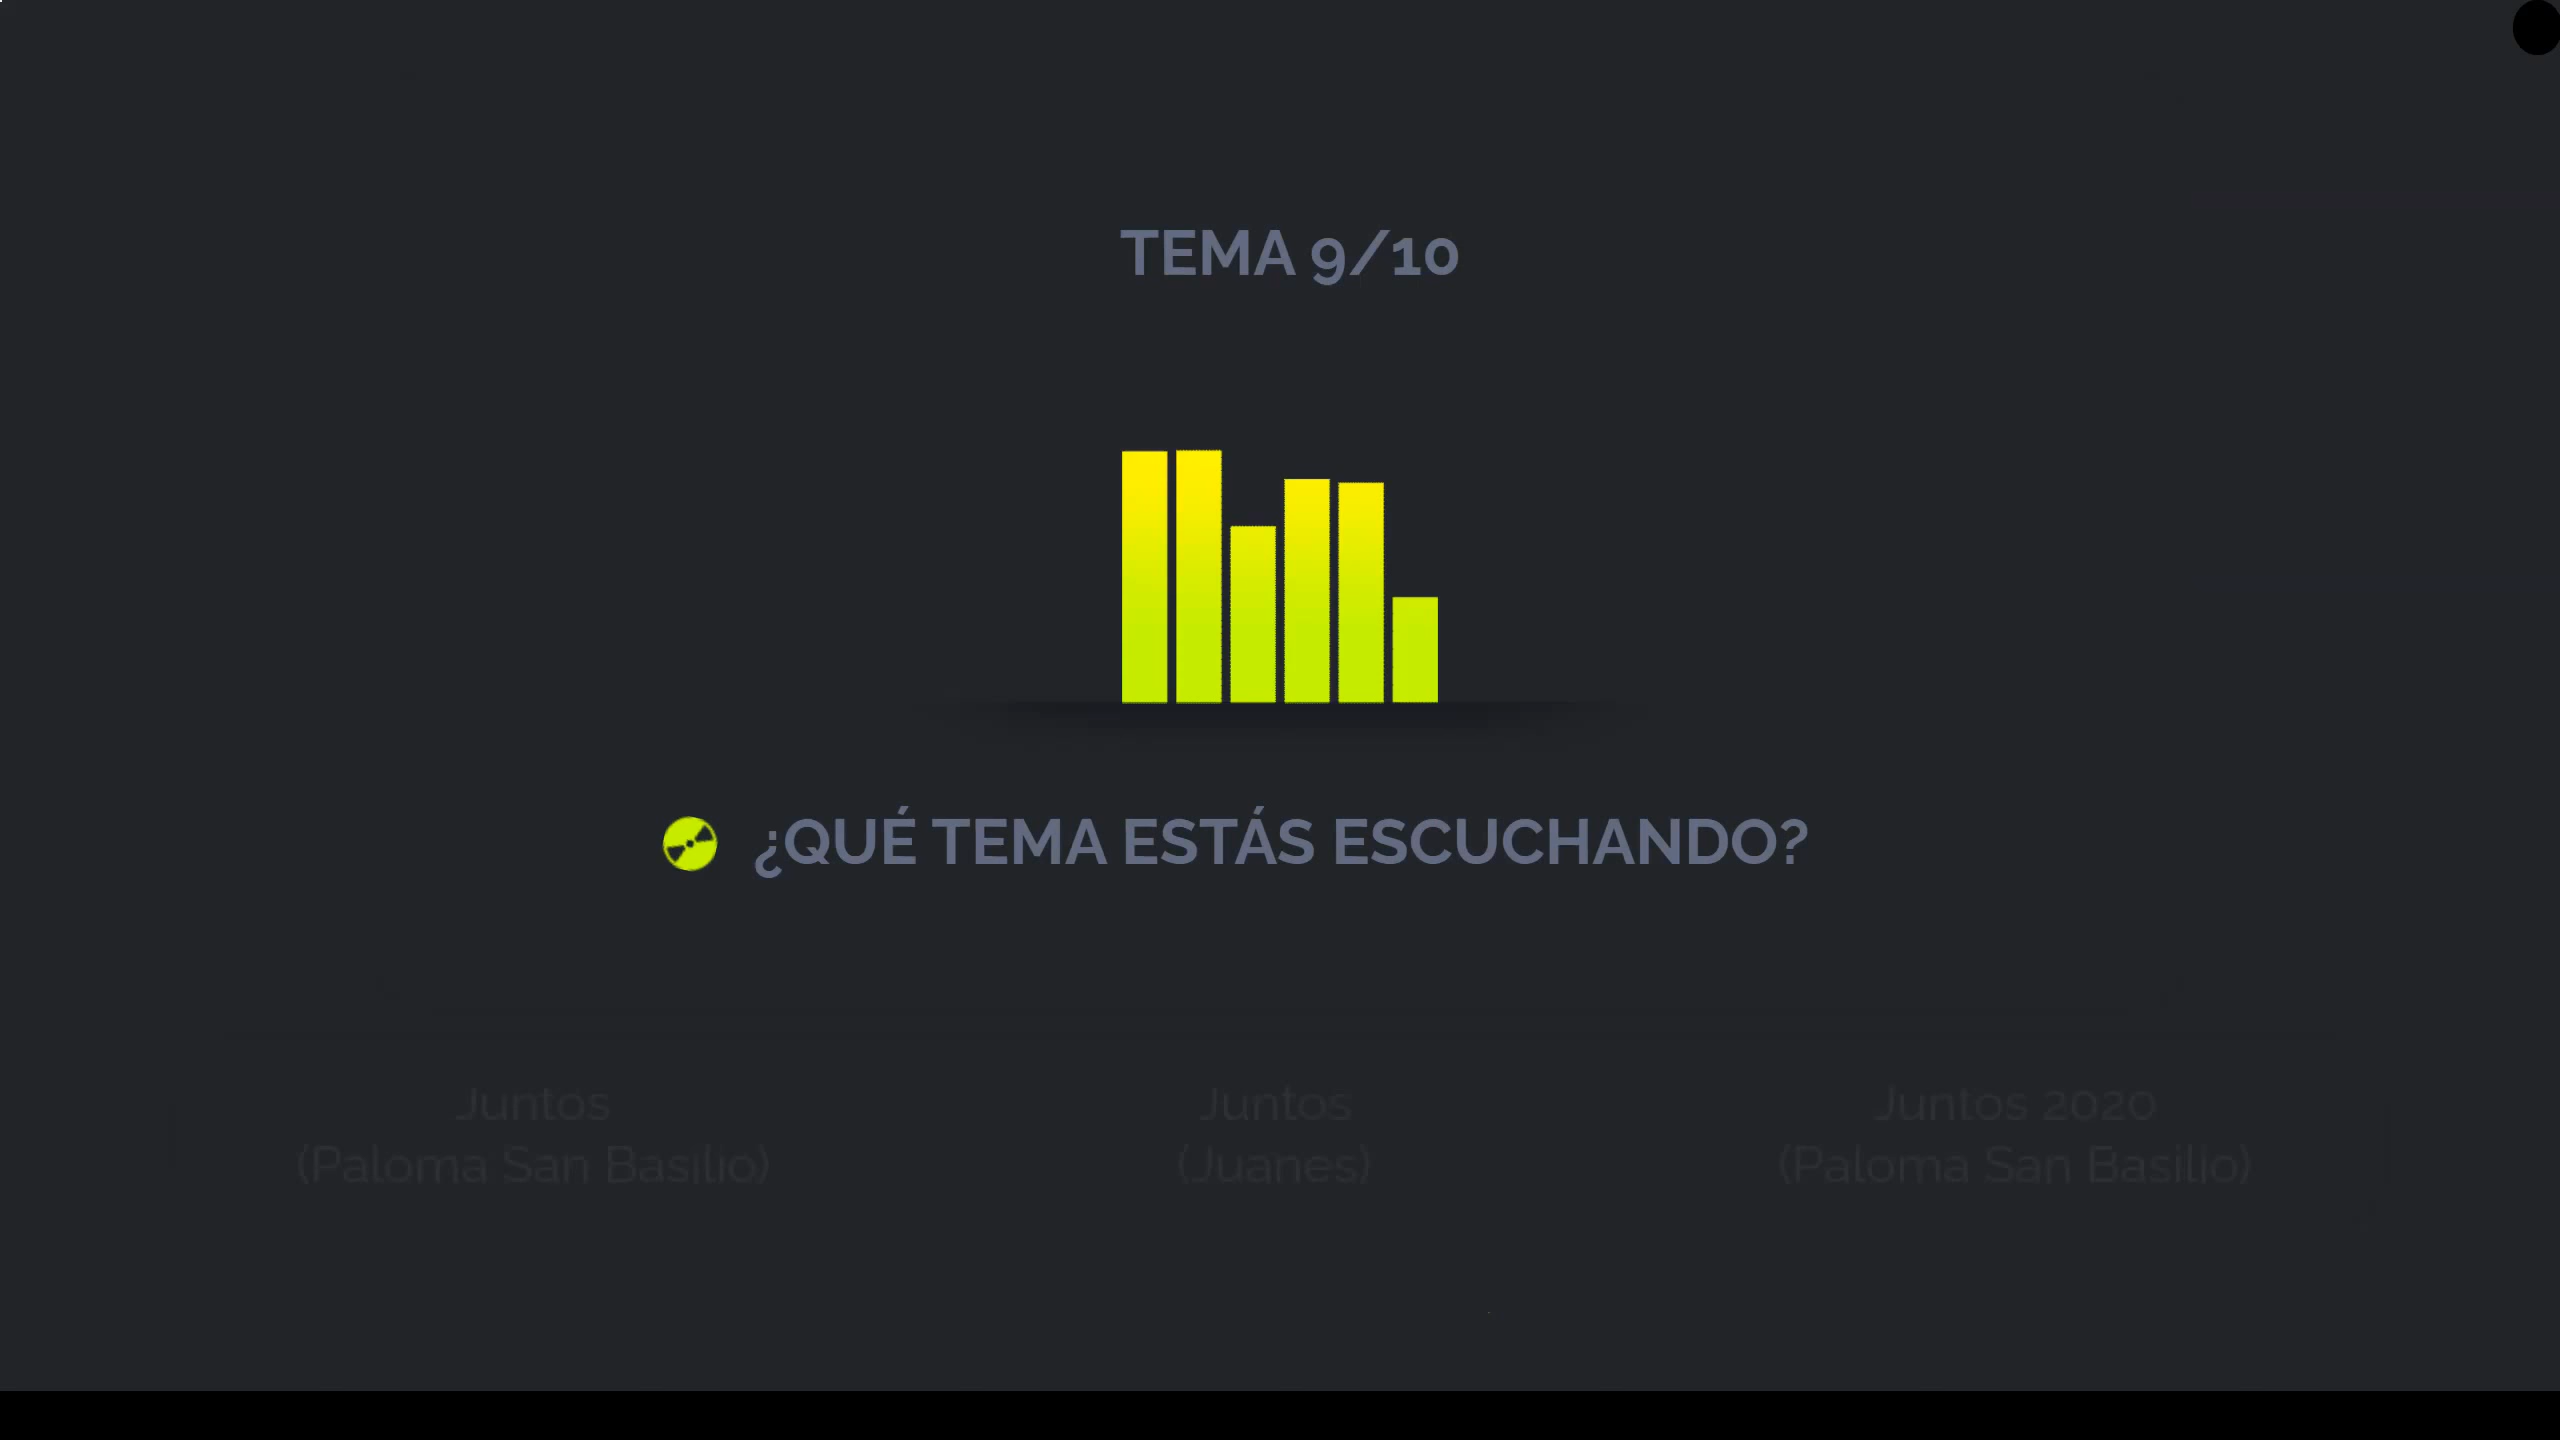 TEMA 9/10
¿QUÉ TEMA ESTÁS ESCUCHANDO?
Juntos
(Paloma San Basilio)
Juntos
(Juanes)
Juntos 2020
(Paloma San Basilio)